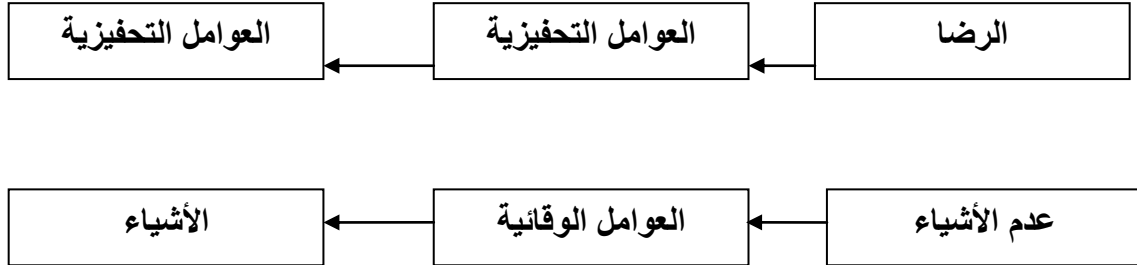 الرضا
العوامل التحفيزية
العوامل التحفيزية
عدم الأشياء
العوامل الوقائية
الأشياء